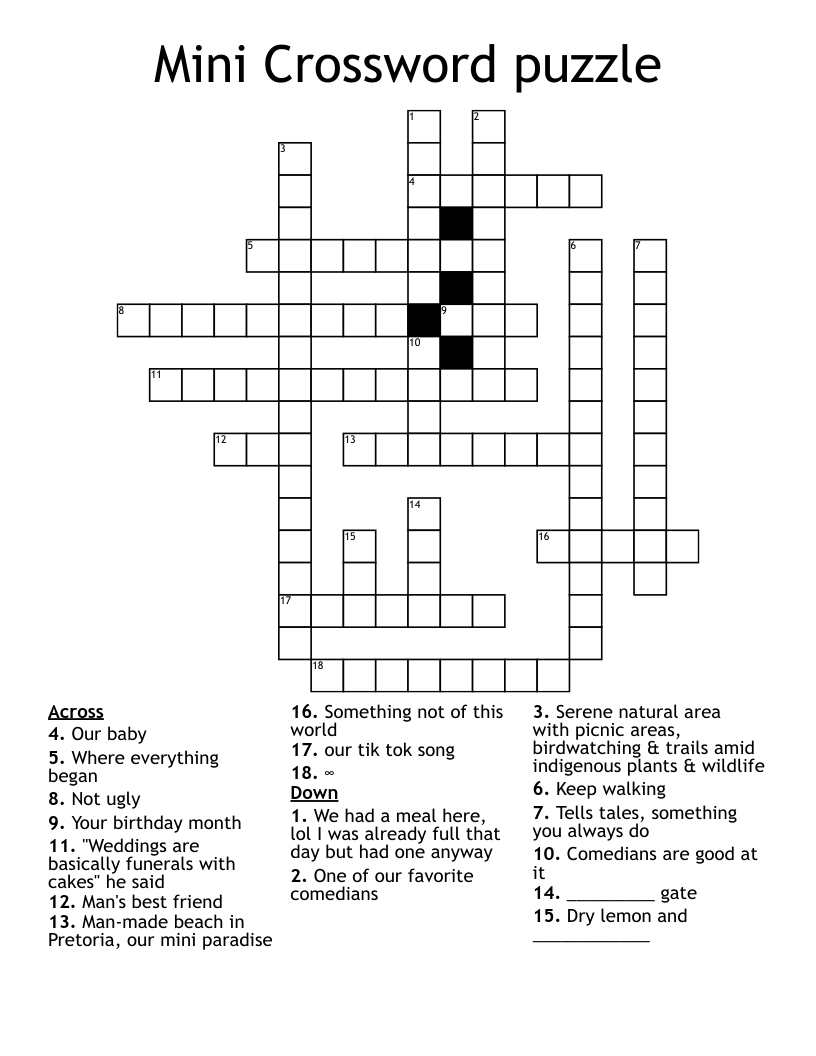 Mini Crossword puzzle
1
2
3
4
5
6
7
8
9
10
11
12
13
14
15
16
17
18
Across
4. Our baby
5. Where everything
began
8. Not ugly
9. Your birthday month
11. "Weddings are
basically funerals with
cakes" he said
12. Man's best friend
13. Man-made beach in
Pretoria, our mini paradise
16. Something not of this
world
17. our tik tok song
18. ∞
Down
1. We had a meal here,
lol I was already full that
day but had one anyway
2. One of our favorite
comedians
3. Serene natural area
with picnic areas,
birdwatching & trails amid
indigenous plants & wildlife
6. Keep walking
7. Tells tales, something
you always do
10. Comedians are good at
it
14. _________ gate
15. Dry lemon and
____________